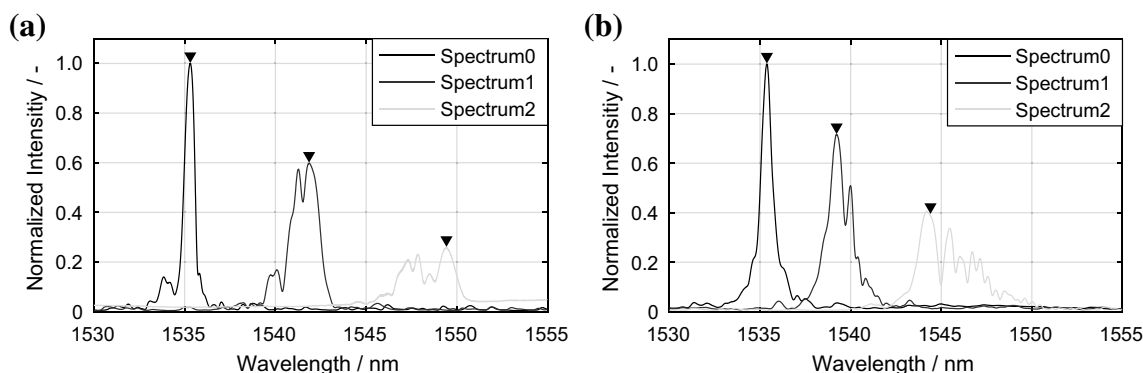 (a)
Normalized Intensitiy / -
1.0
0.8
0.6
0.4
0.2
0
1530 1535 1540 1545 1550 1555
Wavelength / nm
Spectrum0
Spectrum1
Spectrum2
(b)
Normalized Intensitiy / -
1.0
0.8
0.6
0.4
0.2
0
1530 1535 1540 1545 1550 1555
Wavelength / nm
Spectrum0
Spectrum1
Spectrum2